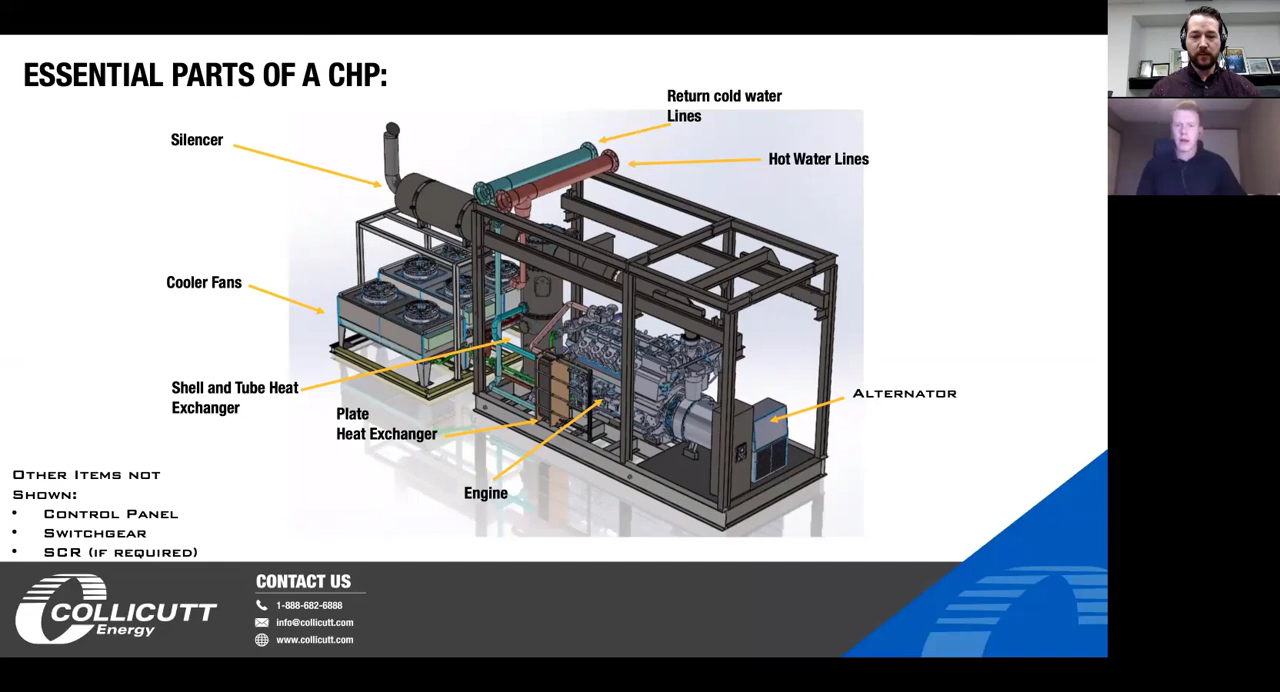 ESSENTIAL PARTS OF A CHP:
Return cold water
Lines
Silencer
Hot Water Lines
Cooler Fans
Shell and Tube Heat
Exchanger
Plate
Heat Exchanger
ALTERNATOR
Engine
OTHER ITEMS NOT
SHOWN:
• CONTROL PANEL
• SWITCHGEAR
• SCR (IF REQUIRED)
COLLICUTT
Energy
CONTACT US
1-888-682-6888
info@collicutt.com
www.collicutt.com